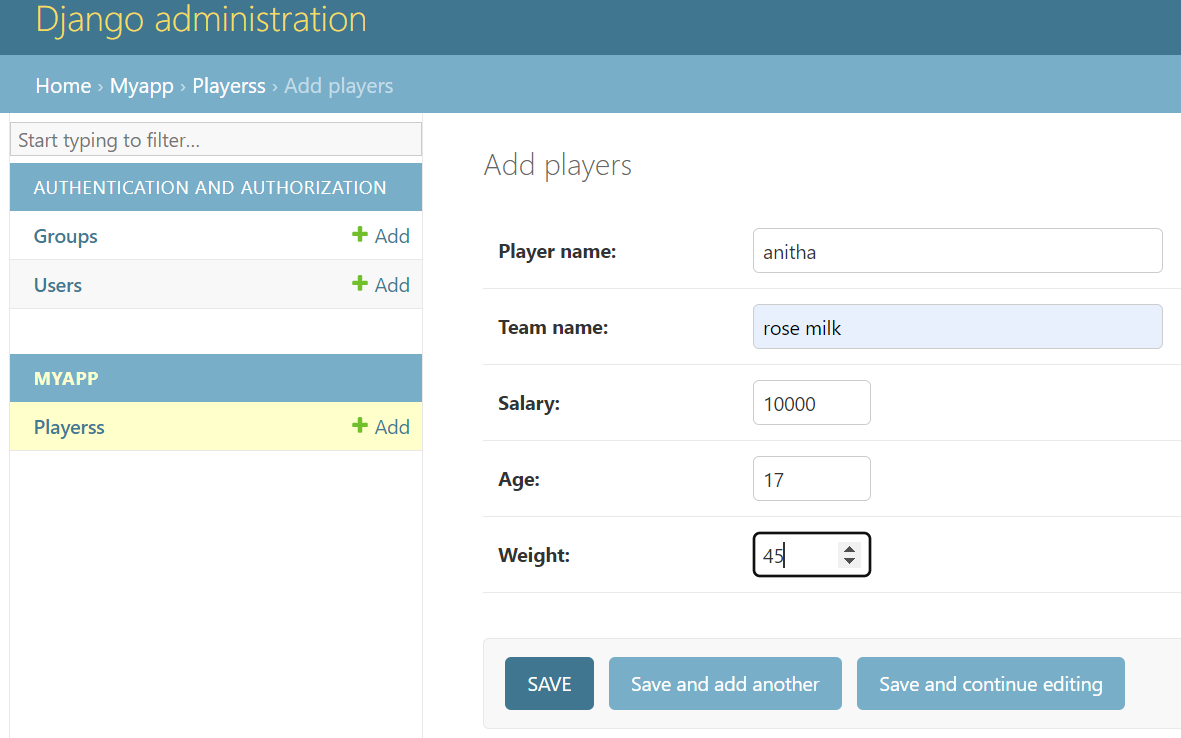 Django administration
Home › Myapp › Playerss › Add players
Start typing to filter...
AUTHENTICATION AND AUTHORIZATION
Groups Add
Users Add
MYAPP
Playerss Add
Add players
Player name: anitha
Team name: rose milk
Salary: 10000
Age: 17
Weight: 45
SAVE Save and add another Save and continue editing